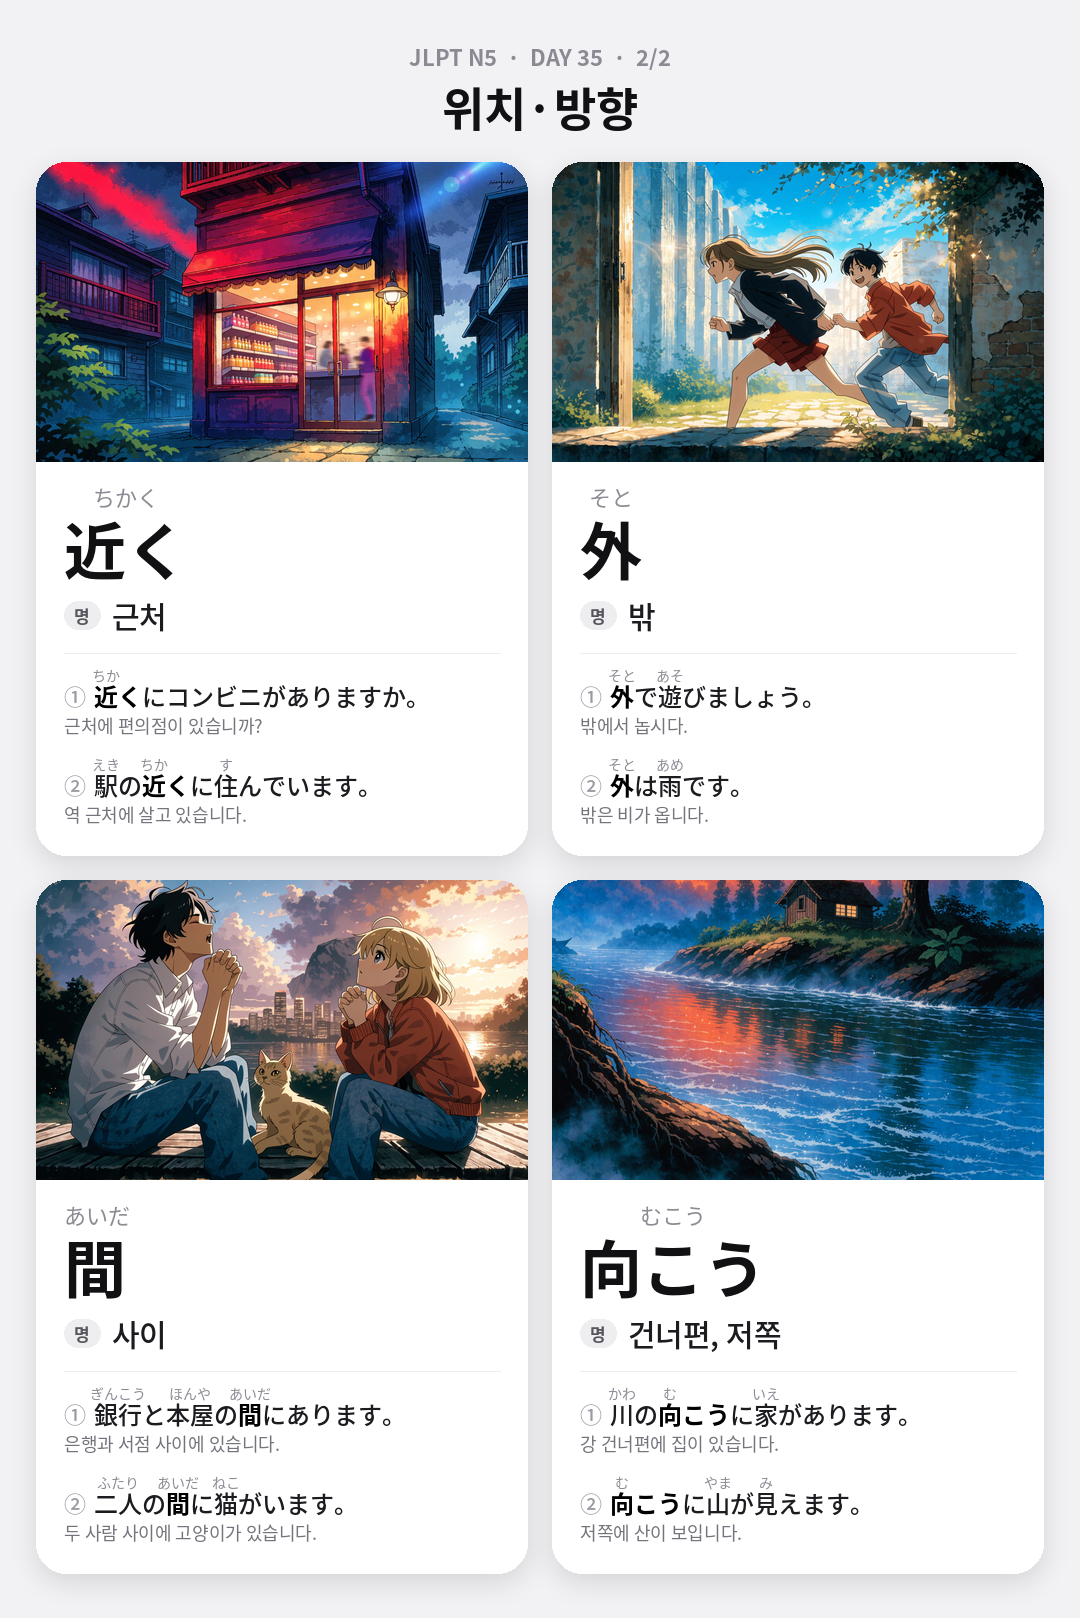 JLPT N5 · DAY 35 · 2/2
위치·방향
ちかく
近く
명 근처
ちか
① 近くにコンビニがありますか。
근처에 편의점이 있습니까?
えき ちか す
② 駅の近くに住んでいます。
역 근처에 살고 있습니다.
そと
外
명 밖
そと あそ
① 外で遊びましょう。
밖에서 놉시다.
そと あめ
② 外は雨です。
밖은 비가 옵니다.
あいだ
間
명 사이
ぎんこう ほんや あいだ
① 銀行と本屋の間にあります。
은행과 서점 사이에 있습니다.
ふたり あいだ ねこ
② 二人の間に猫がいます。
두 사람 사이에 고양이가 있습니다.
むこう
向こう
명 건너편, 저쪽
かわ む いえ
① 川の向こうに家があります。
강 건너편에 집이 있습니다.
む やま み
② 向こうに山が見えます。
저쪽에 산이 보입니다.